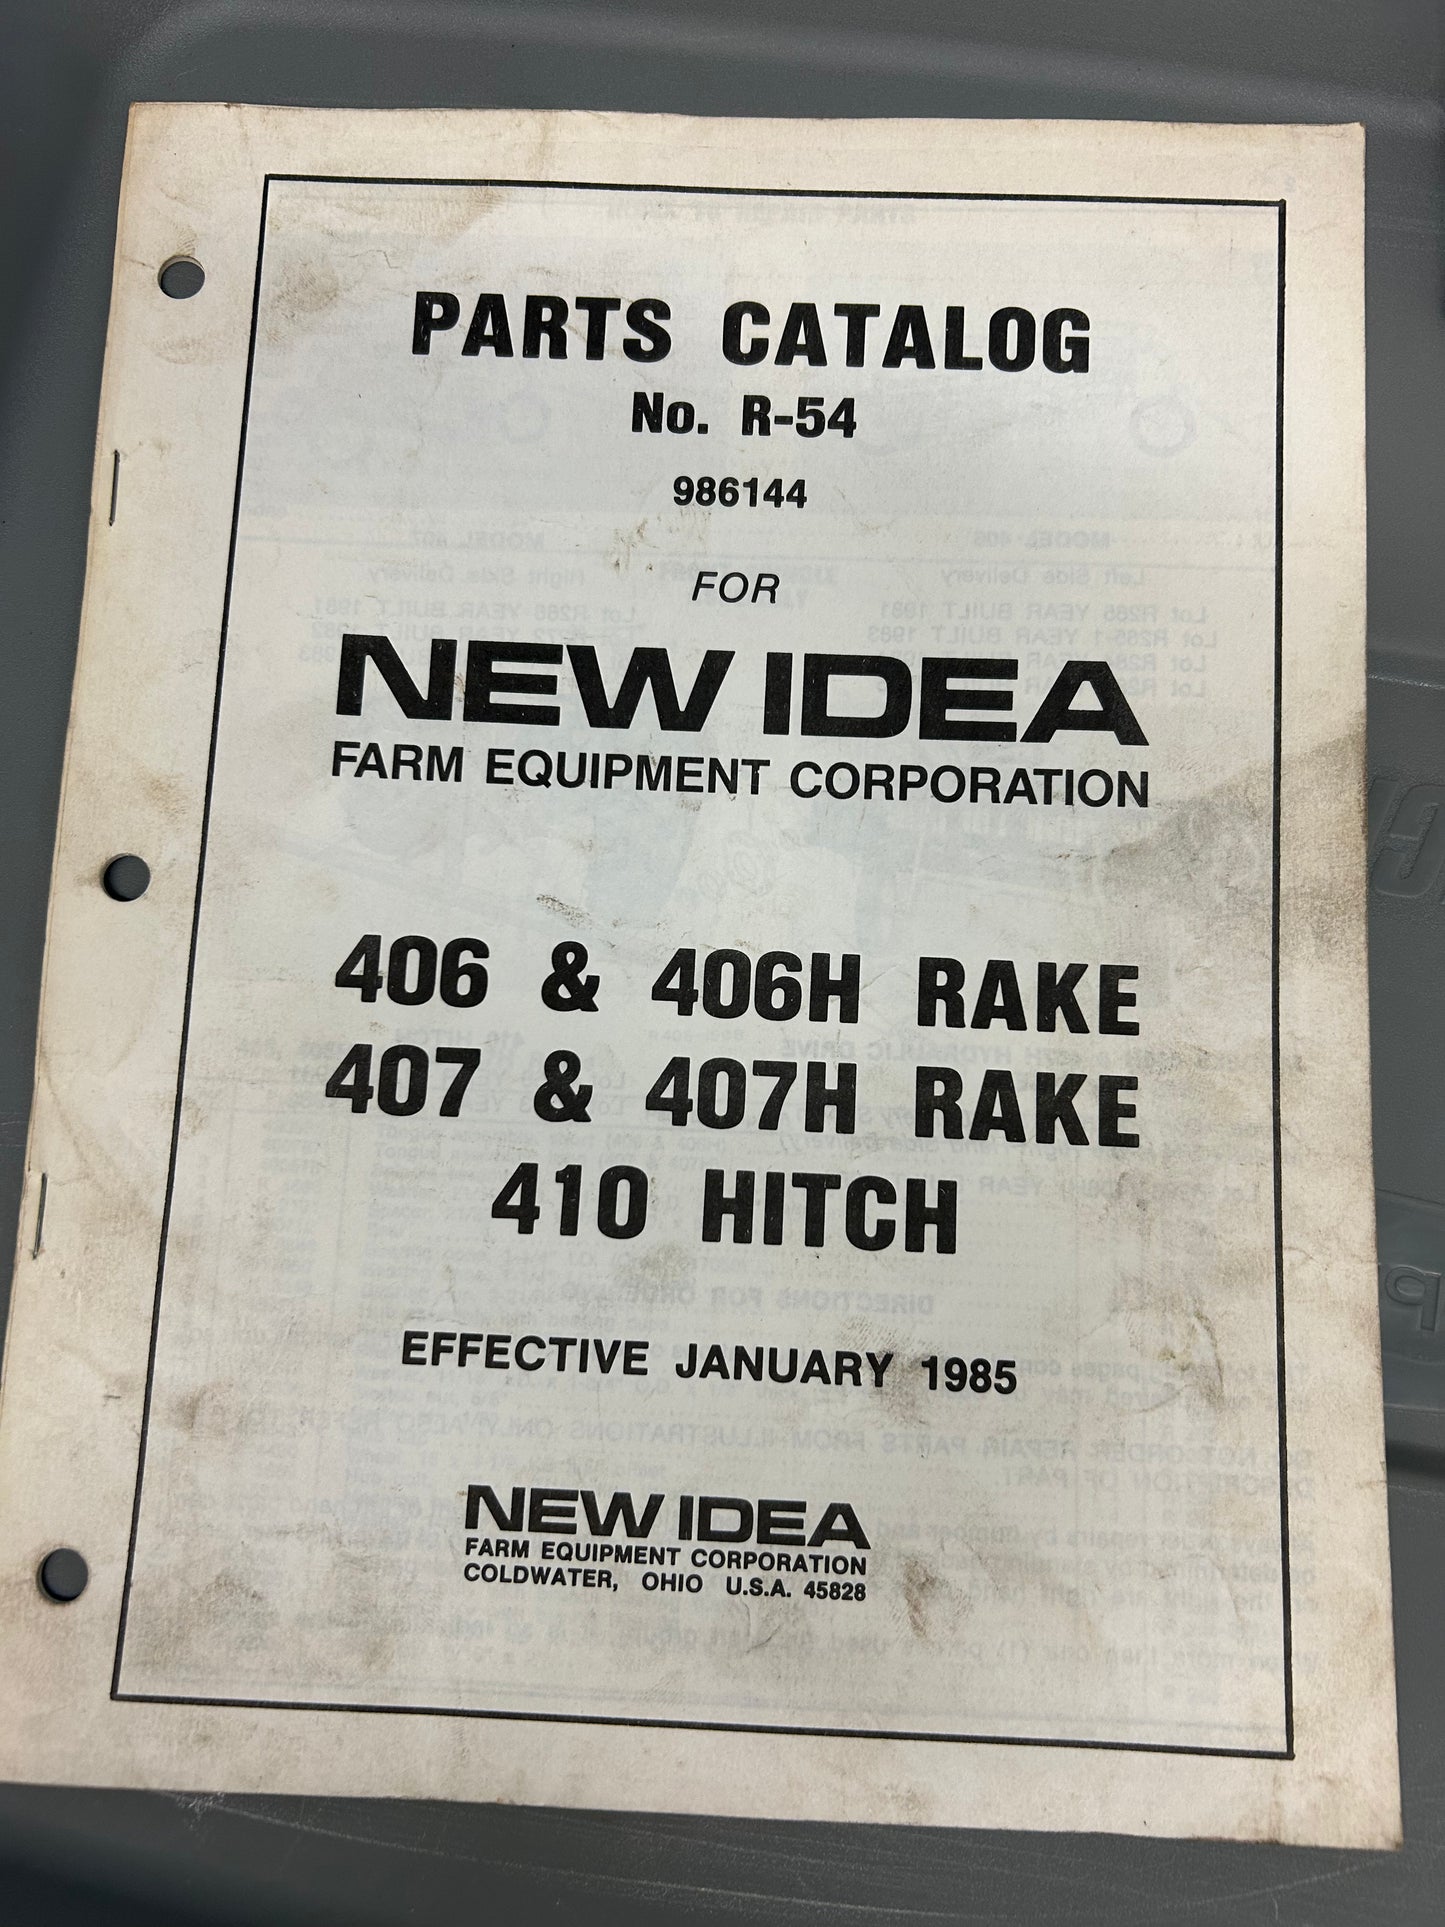 PARTS CATALOG
No. R-54
986144
FOR
NEW IDEA
FARM EQUIPMENT CORPORATION
406 & 406H RAKE
407 & 407H RAKE
410 HITCH
EFFECTIVE JANUARY 1985
NEW IDEA
FARM EQUIPMENT CORPORATION
COLDWATER, OHIO U.S.A. 45828